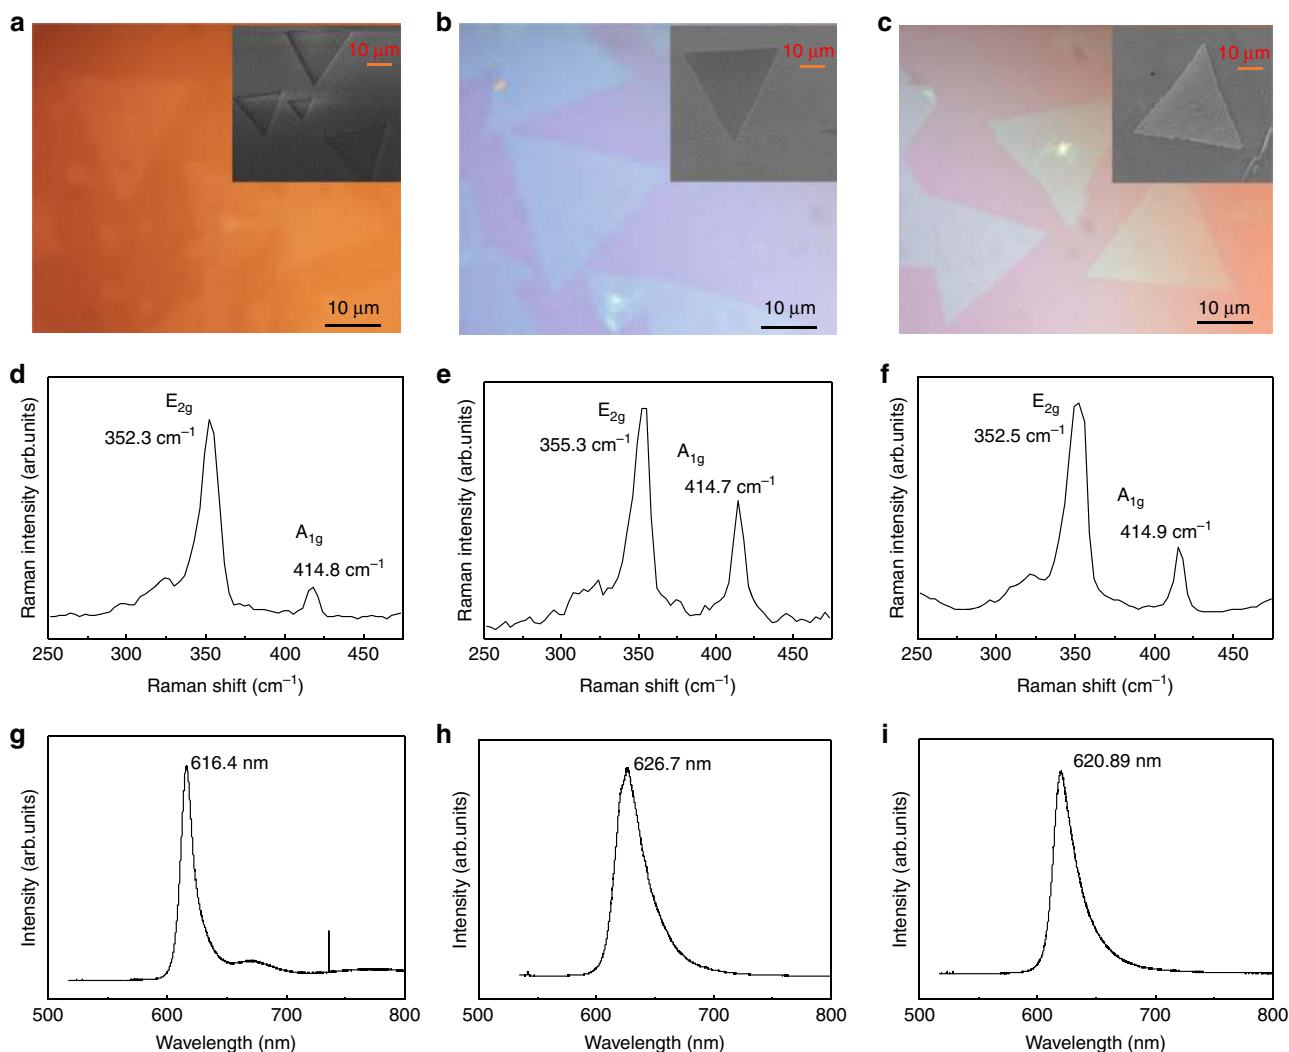 a
10 μm
10 μm
b
10 μm
10 μm
c
10 μm
10 μm
d
Raman intensity (arb.units)
E2g
352.3 cm−1
A1g
414.8 cm−1
250 300 350 400 450
Raman shift (cm−1)
e
Raman intensity (arb.units)
E2g
355.3 cm−1
A1g
414.7 cm−1
250 300 350 400 450
Raman shift (cm−1)
f
Raman intensity (arb.units)
E2g
352.5 cm−1
A1g
414.9 cm−1
250 300 350 400 450
Raman shift (cm−1)
g
Intensity (arb.units)
616.4 nm
500 600 700 800
Wavelength (nm)
h
Intensity (arb.units)
626.7 nm
500 600 700 800
Wavelength (nm)
i
Intensity (arb.units)
620.89 nm
500 600 700 800
Wavelength (nm)